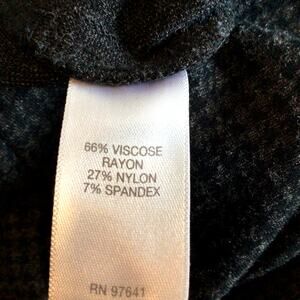 66% VISCOSE
RAYON
27% NYLON
7% SPANDEX
RN 97641